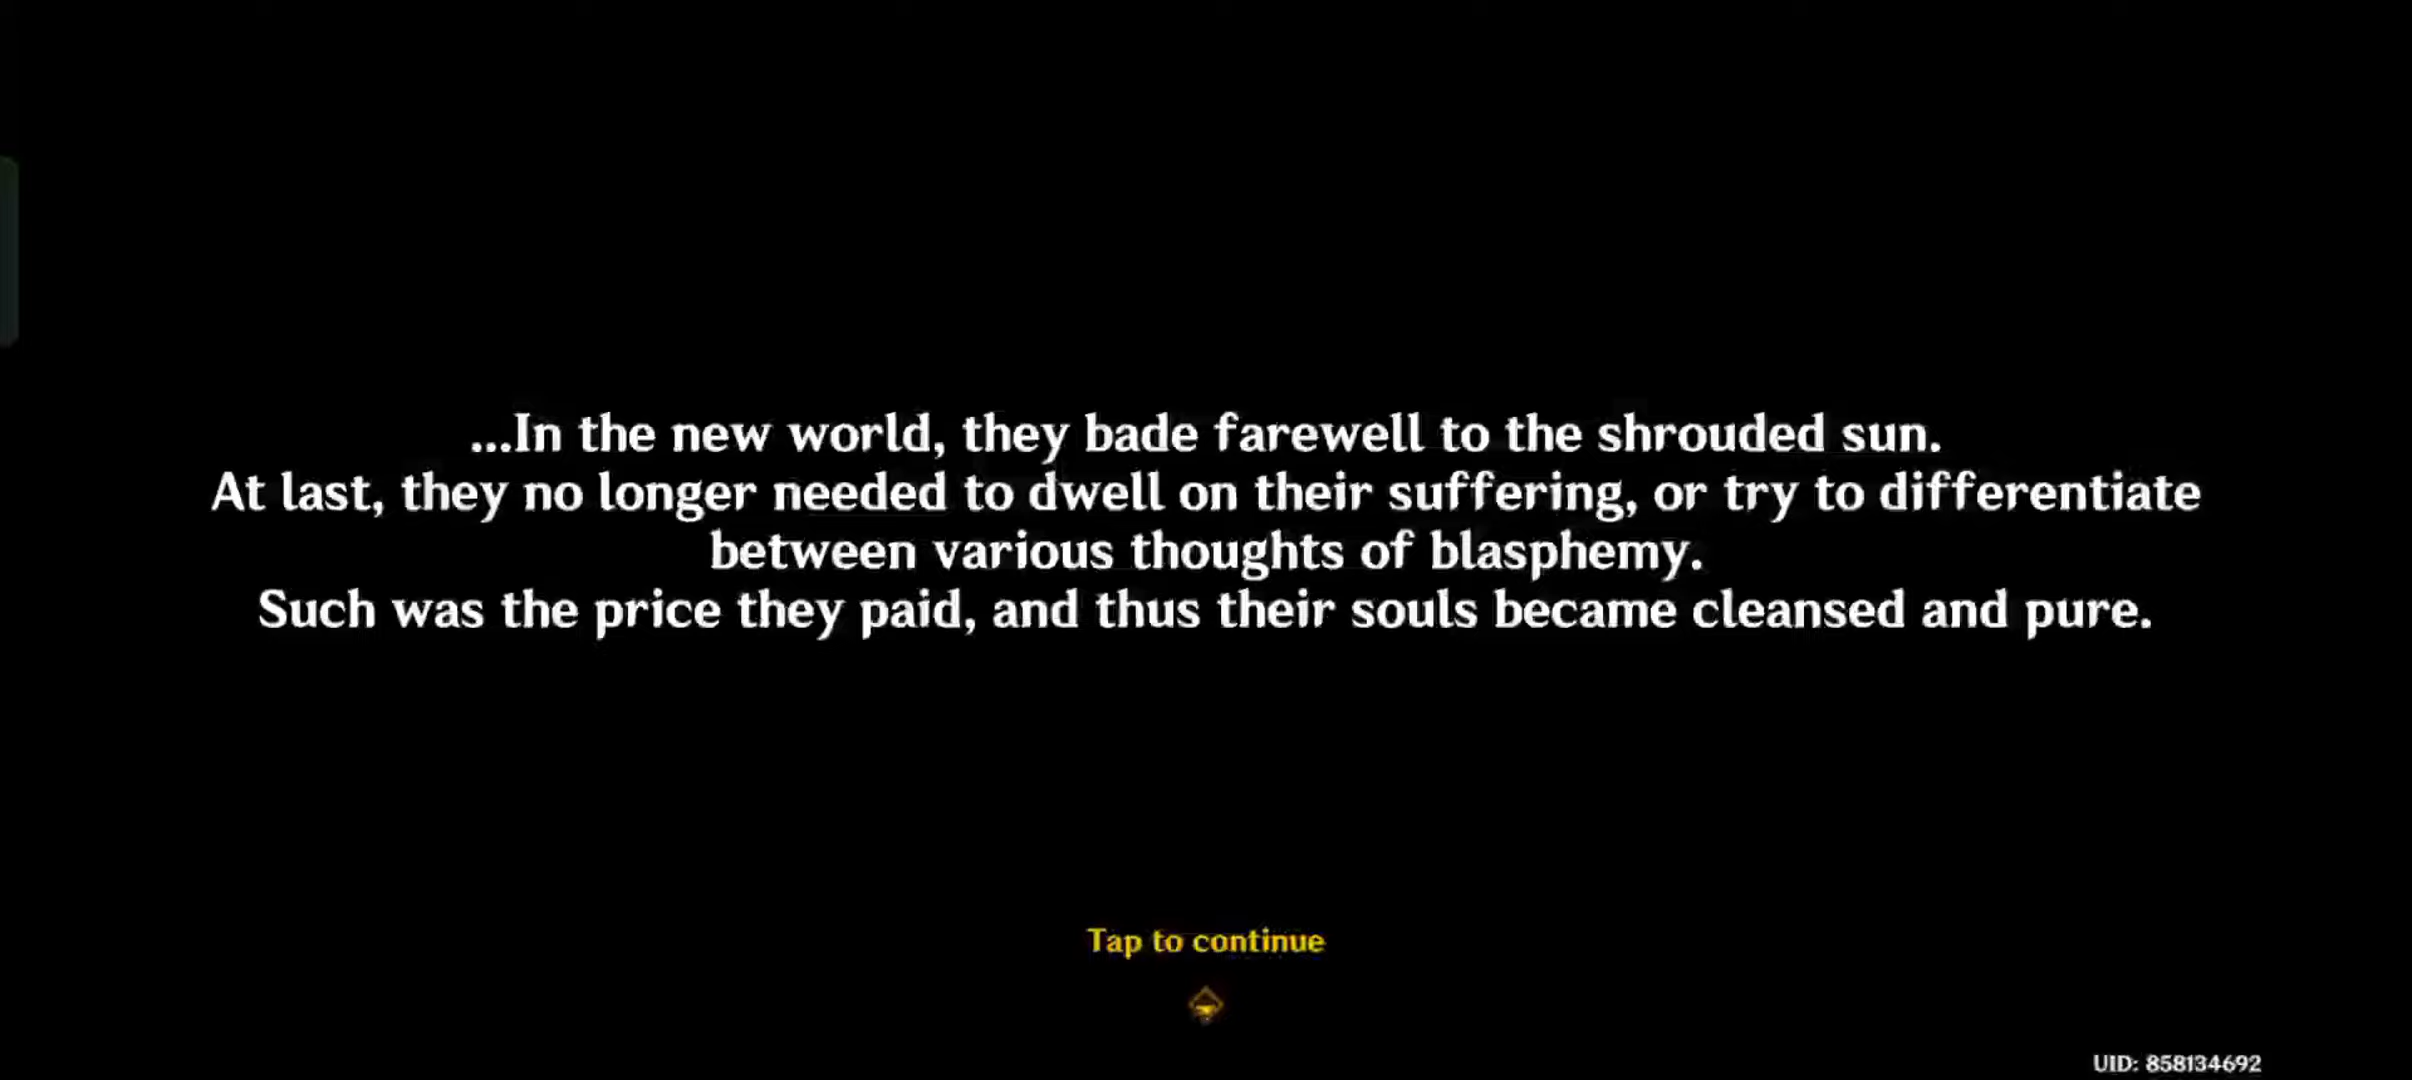 ...In the new world, they bade farewell to the shrouded sun.
At last, they no longer needed to dwell on their suffering, or try to differentiate
between various thoughts of blasphemy.
Such was the price they paid, and thus their souls became cleansed and pure.
Tap to continue
UID: 858134692